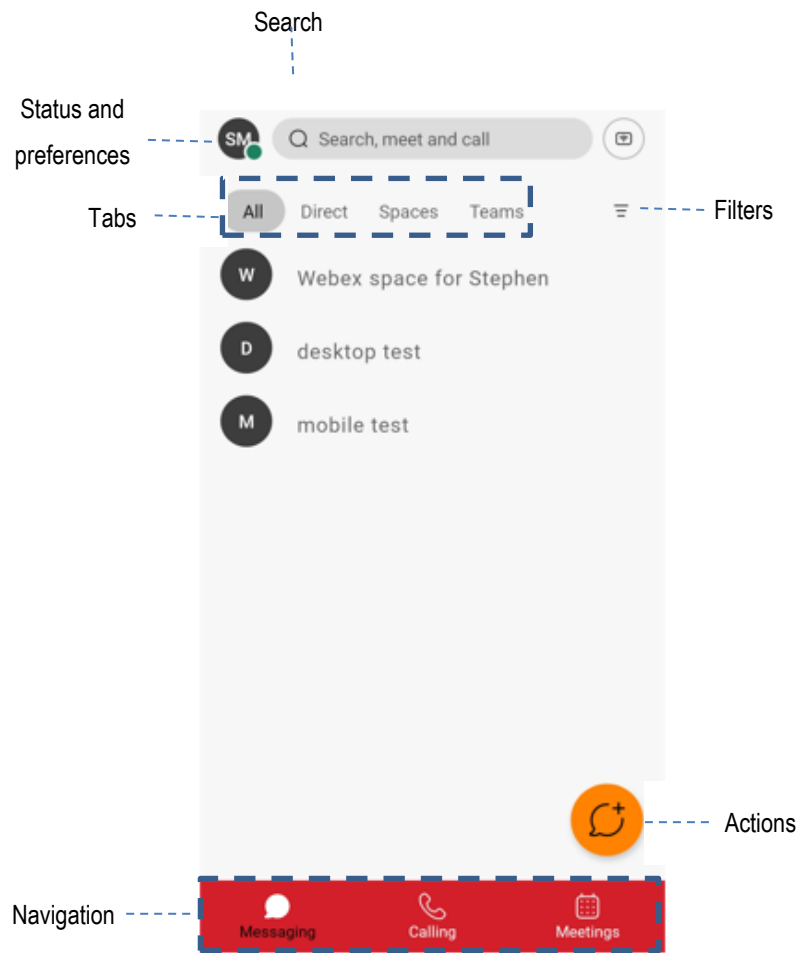 Search
Status and
preferences
SM
Search, meet and call
Tabs
All Direct Spaces Teams
Filters
W
Webex space for Stephen
D
desktop test
M
mobile test
Actions
Navigation
Messaging Calling Meetings